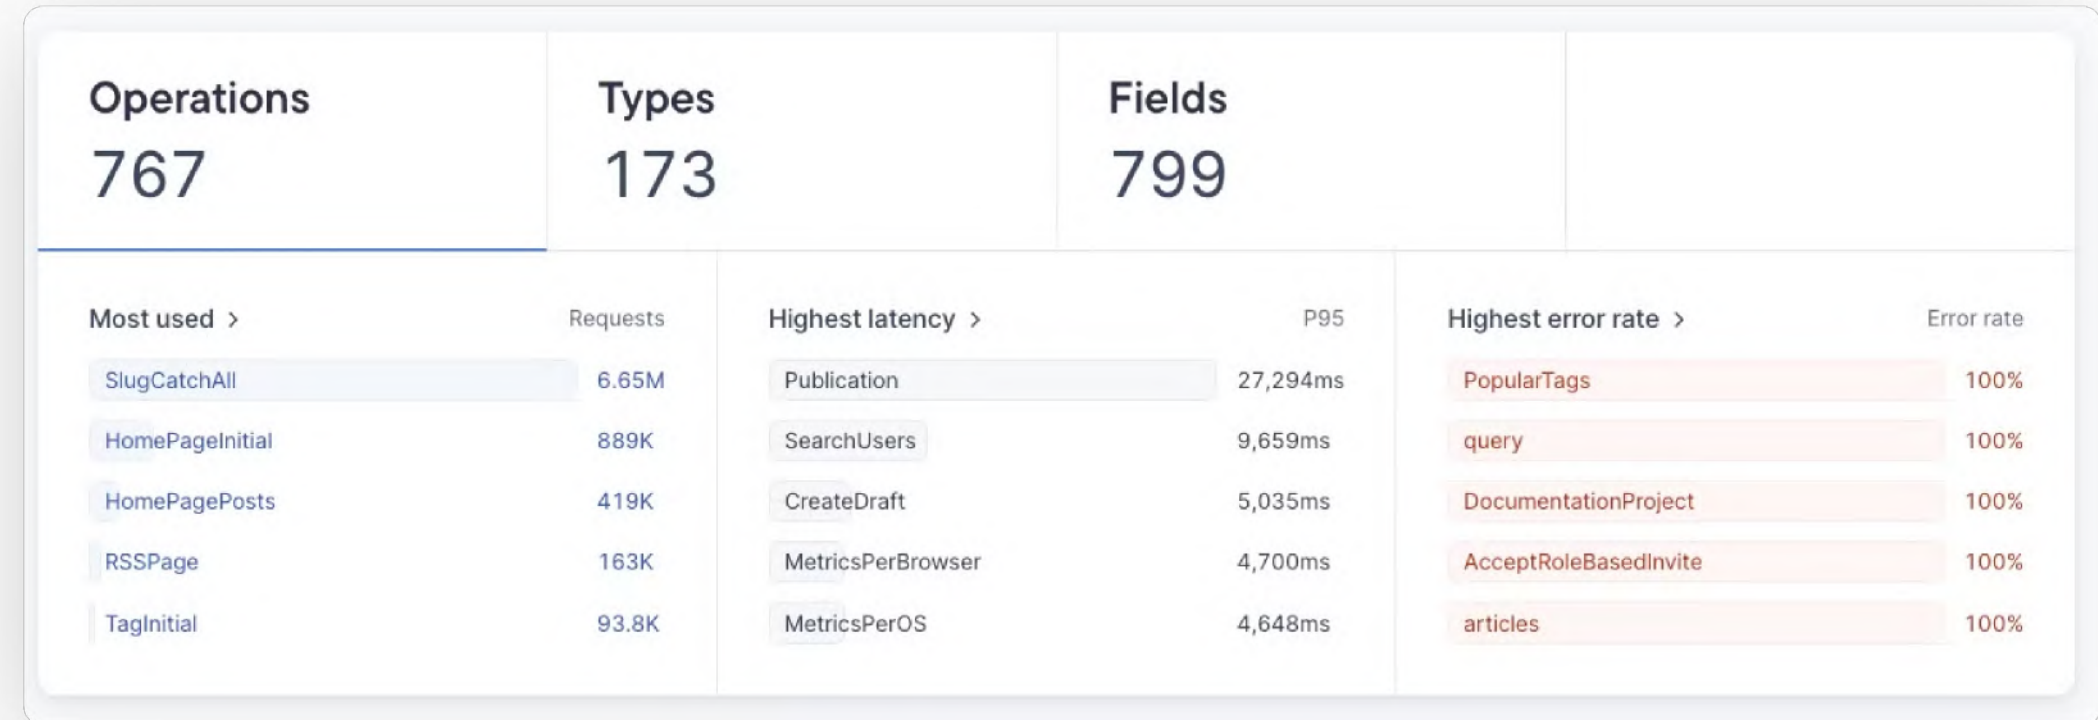 Operations
767
Types
173
Fields
799
Most used >
Requests
SlugCatchAll 6.65M
HomePageInitial 889K
HomePagePosts 419K
RSSPage 163K
TagInitial 93.8K
Highest latency >
P95
Publication 27,294ms
SearchUsers 9,659ms
CreateDraft 5,035ms
MetricsPerBrowser 4,700ms
MetricsPerOS 4,648ms
Highest error rate >
Error rate
PopularTags 100%
query 100%
DocumentationProject 100%
AcceptRoleBasedInvite 100%
articles 100%